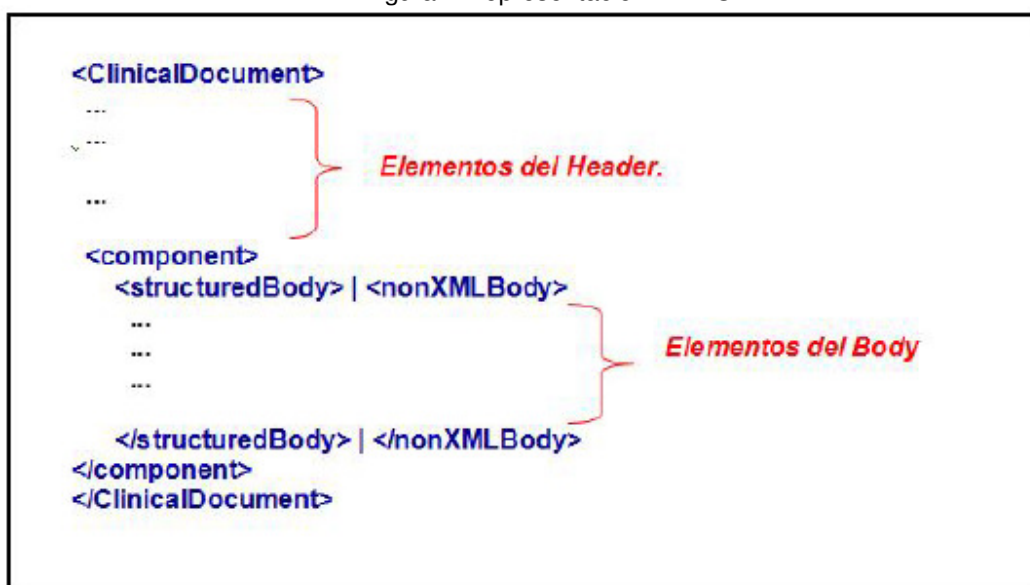 <ClinicalDocument>
...
...
Elementos del Header.
...
<component>
<structuredBody> | <nonXMLBody>
...
...
Elementos del Body
...
</structuredBody> | </nonXMLBody>
</component>
</ClinicalDocument>